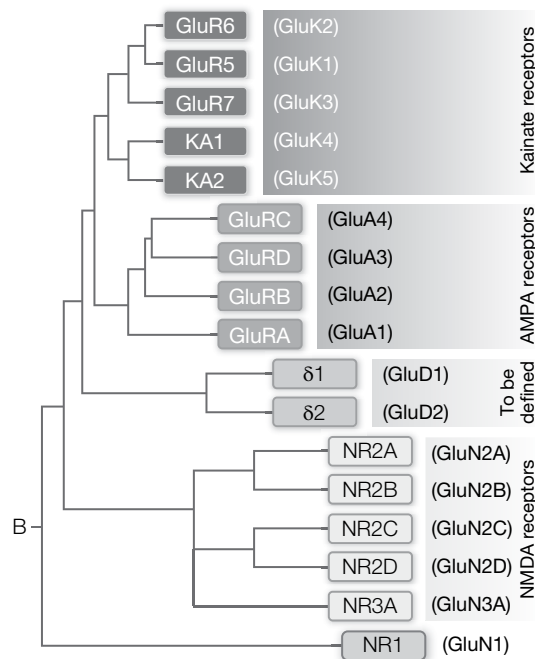 GluR6 (GluK2)
GluR5 (GluK1)
GluR7 (GluK3)
KA1 (GluK4)
KA2 (GluK5)
Kainate receptors
GluRC (GluA4)
GluRD (GluA3)
GluRB (GluA2)
GluRA (GluA1)
AMPA receptors
δ1 (GluD1)
δ2 (GluD2)
To be
defined
NR2A (GluN2A)
NR2B (GluN2B)
NR2C (GluN2C)
NR2D (GluN2D)
NR3A (GluN3A)
NMDA receptors
B
NR1 (GluN1)